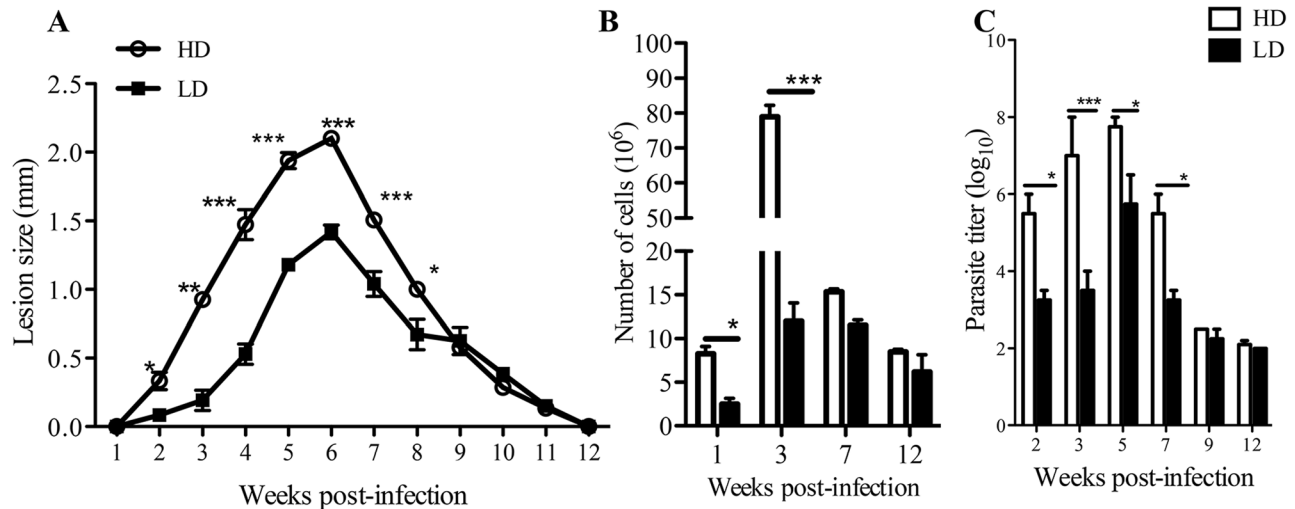 A
HD
LD
Lesion size (mm)
2.5
2.0
1.5
1.0
0.5
0.0
*
**
***
***
***
***
*
1 2 3 4 5 6 7 8 9 10 11 12
Weeks post-infection
B
Number of cells (10⁶)
100
90
80
70
60
50
20
15
10
5
0
*
***
1 3 7 12
Weeks post-infection
C
HD
LD
Parasite titer (log₁₀)
10
8
6
4
2
0
*
***
*
*
2 3 5 7 9 12
Weeks post-infection